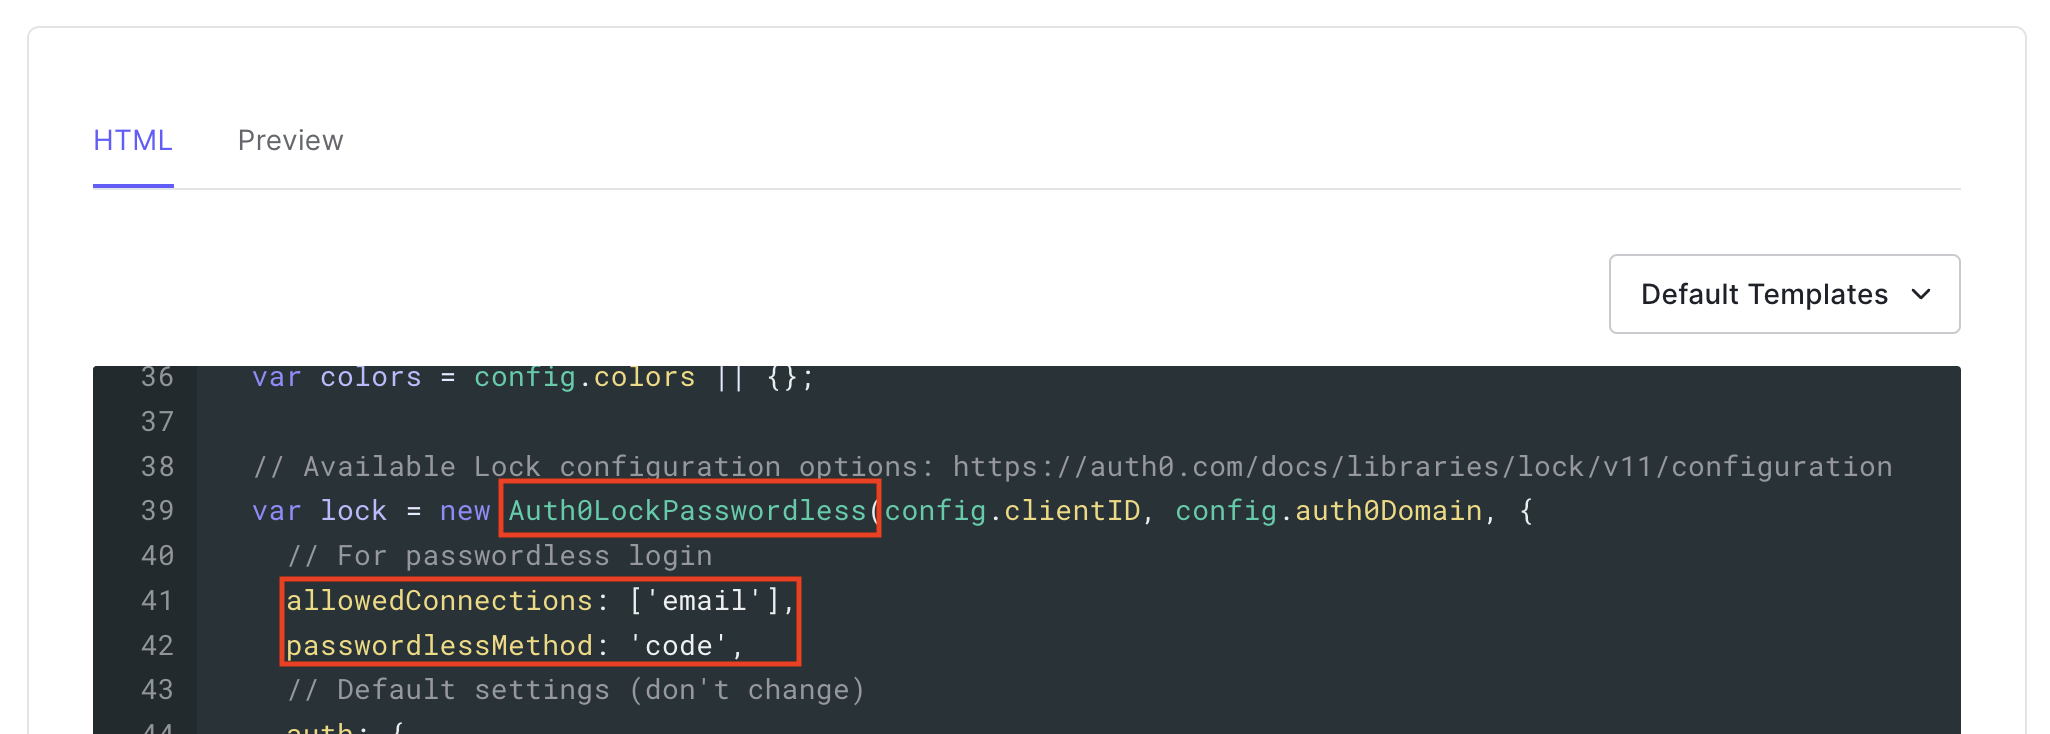 HTML Preview
Default Templates
36 var colors = config.colors || {};
37
38 // Available Lock configuration options: https://auth0.com/docs/libraries/lock/v11/configuration
39 var lock = new Auth0LockPasswordless(config.clientID, config.auth0Domain, {
40 // For passwordless login
41 allowedConnections: ['email'],
42 passwordlessMethod: 'code',
43 // Default settings (don't change)
44 auth: {